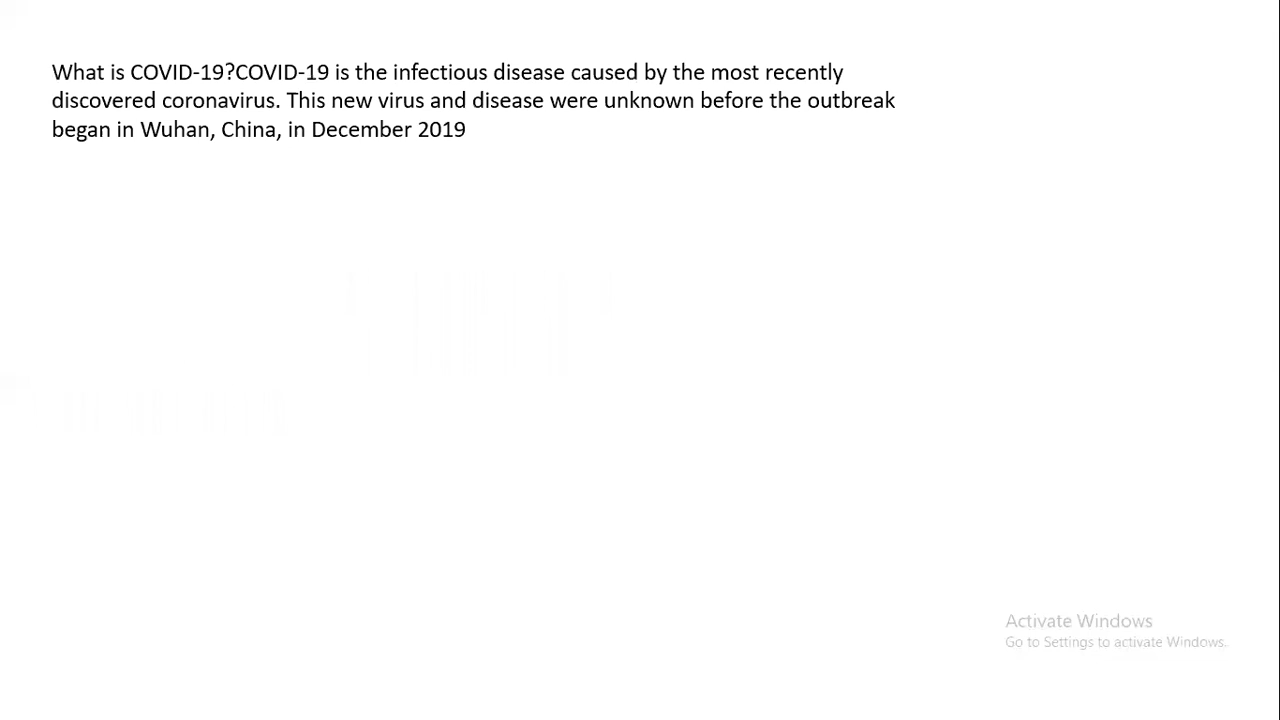 What is COVID-19?COVID-19 is the infectious disease caused by the most recently
discovered coronavirus. This new virus and disease were unknown before the outbreak
began in Wuhan, China, in December 2019
Activate Windows
Go to Settings to activate Windows.